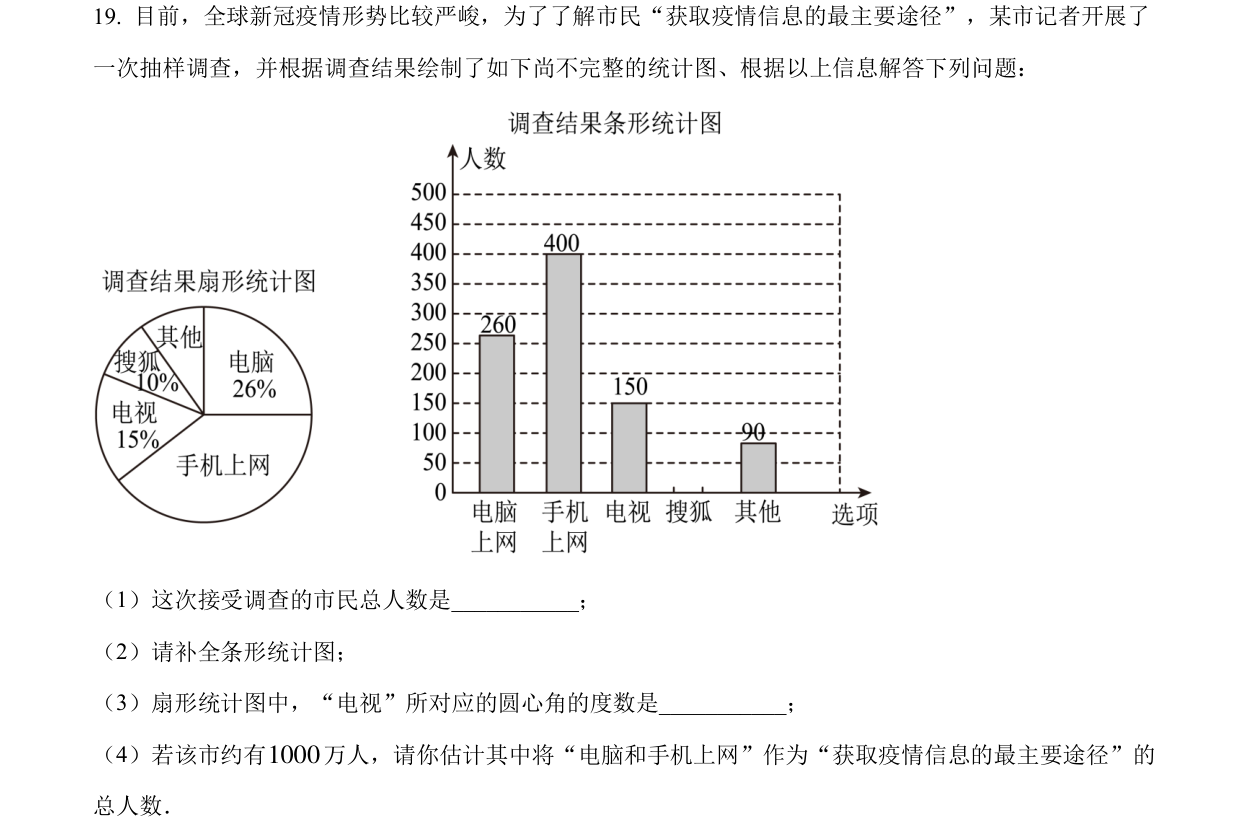 19. 目前，全球新冠疫情形势比较严峻，为了了解市民“获取疫情信息的最主要途径”，某市记者开展了
一次抽样调查，并根据调查结果绘制了如下尚不完整的统计图、根据以上信息解答下列问题：
调查结果条形统计图
人数
500
450
400
350
300
250
200
150
100
50
0
260
400
150
90
电脑上网
手机上网
电视
搜狐
其他
选项
调查结果扇形统计图
其他
搜狐
10%
电脑
26%
电视
15%
手机上网
（1）这次接受调查的市民总人数是___________；
（2）请补全条形统计图；
（3）扇形统计图中，“电视”所对应的圆心角的度数是___________；
（4）若该市约有1000万人，请你估计其中将“电脑和手机上网”作为“获取疫情信息的最主要途径”的
总人数．